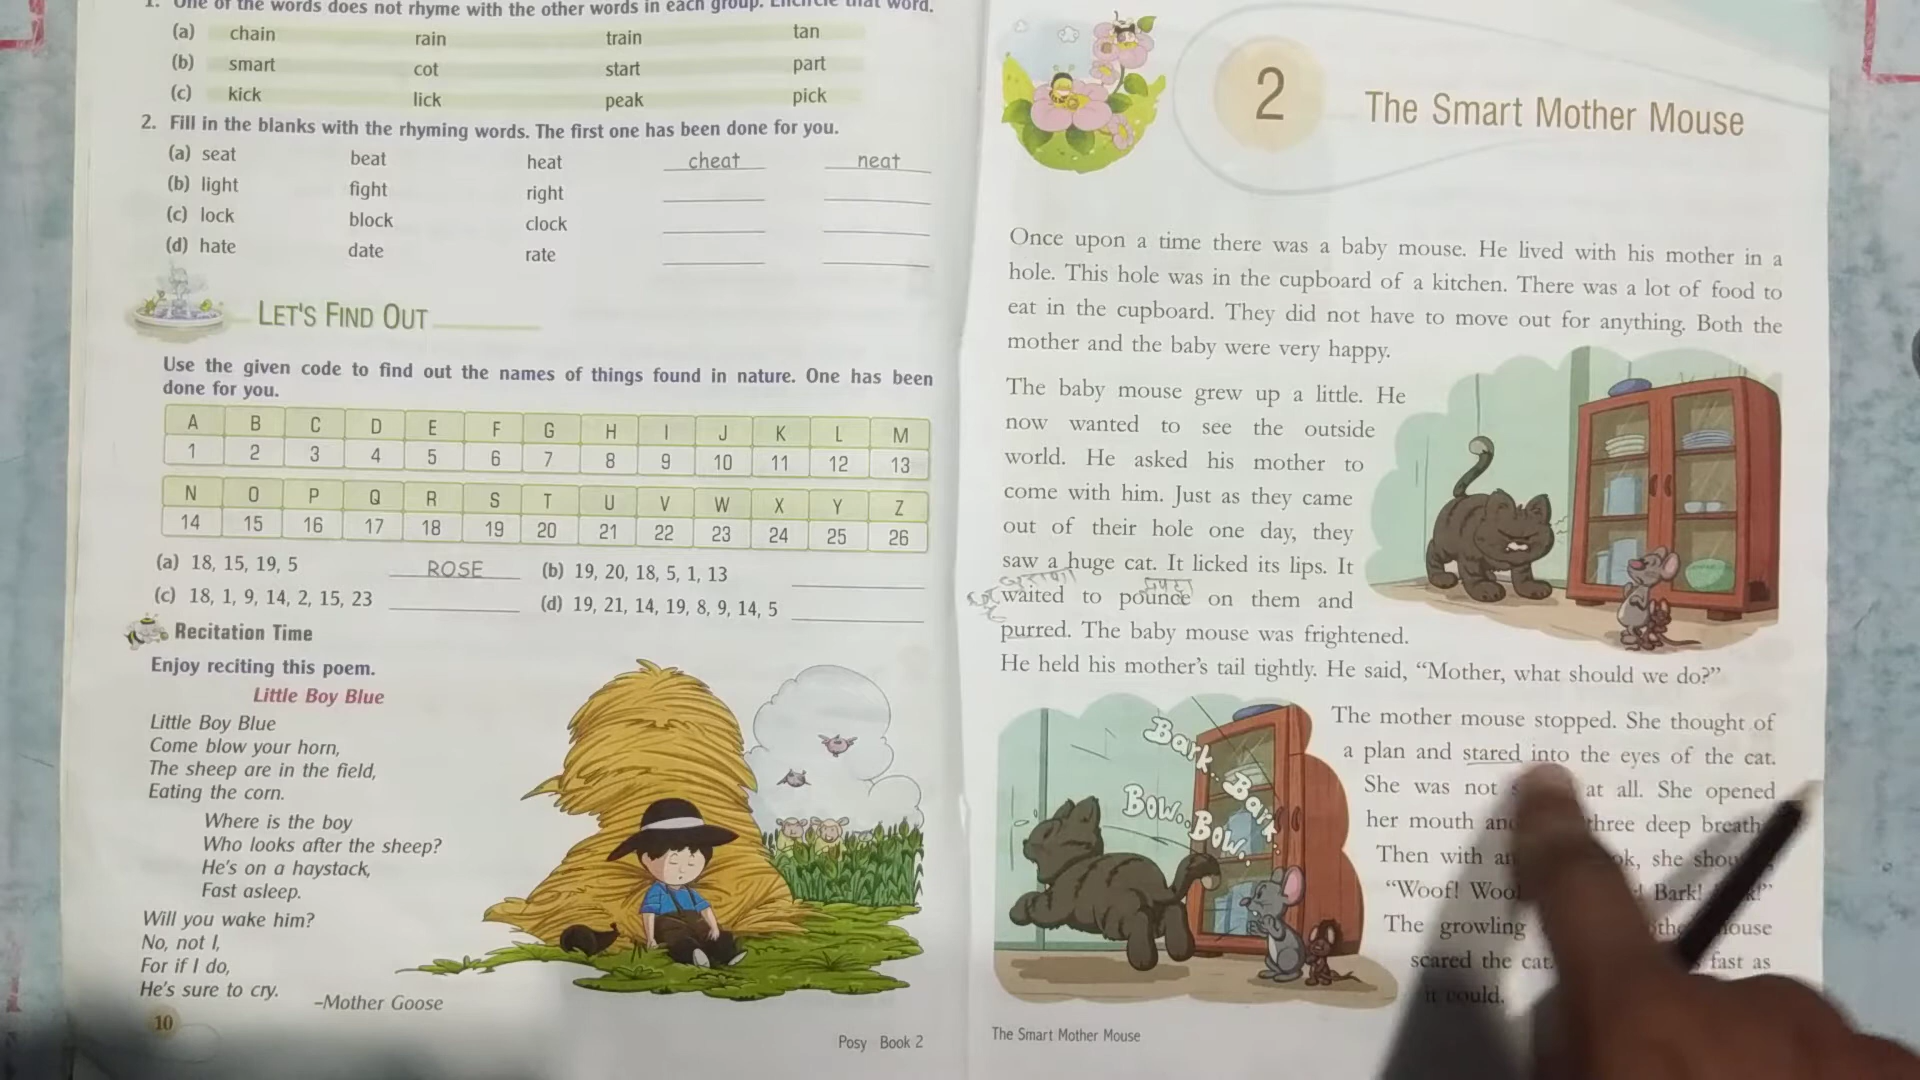 1. One of the words does not rhyme with the other words in each group. Encircle that word.
(a) chain rain train tan
(b) smart cot start part
(c) kick lick peak pick
2. Fill in the blanks with the rhyming words. The first one has been done for you.
(a) seat beat heat cheat neat
(b) light fight right
(c) lock block clock
(d) hate date rate
LET'S FIND OUT
Use the given code to find out the names of things found in nature. One has been
done for you.
A B C D E F G H I J K L M
1 2 3 4 5 6 7 8 9 10 11 12 13
N O P Q R S T U V W X Y Z
14 15 16 17 18 19 20 21 22 23 24 25 26
(a) 18, 15, 19, 5 ROSE (b) 19, 20, 18, 5, 1, 13
(c) 18, 1, 9, 14, 2, 15, 23 (d) 19, 21, 14, 19, 8, 9, 14, 5
Recitation Time
Enjoy reciting this poem.
Little Boy Blue
Little Boy Blue
Come blow your horn,
The sheep are in the field,
Eating the corn.
Where is the boy
Who looks after the sheep?
He's on a haystack,
Fast asleep.
Will you wake him?
No, not I,
For if I do,
He's sure to cry.
–Mother Goose
10
Posy Book 2
2
The Smart Mother Mouse
Once upon a time there was a baby mouse. He lived with his mother in a
hole. This hole was in the cupboard of a kitchen. There was a lot of food to
eat in the cupboard. They did not have to move out for anything. Both the
mother and the baby were very happy.
The baby mouse grew up a little. He
now wanted to see the outside
world. He asked his mother to
come with him. Just as they came
out of their hole one day, they
saw a huge cat. It licked its lips. It
waited to pounce on them and
purred. The baby mouse was frightened.
He held his mother's tail tightly. He said, “Mother, what should we do?”
Bark.. Bark..
Bow..Bow..
The mother mouse stopped. She thought of
a plan and stared into the eyes of the cat.
She was not at all. She opened
her mouth three deep
Then with she
“Woof! Bark!
The growling
scared the cat. fast as
it could.
The Smart Mother Mouse